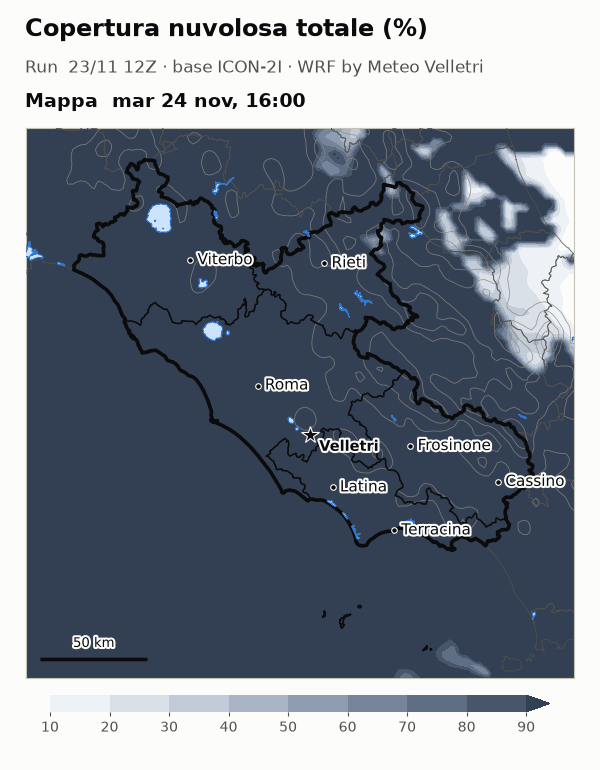 Copertura nuvolosa totale (%)
Run  23/11 12Z · base ICON-2I · WRF by Meteo Velletri
Mappa  mar 24 nov, 16:00
Viterbo
Rieti
Roma
Velletri
Frosinone
Latina
Cassino
Terracina
50 km
10 20 30 40 50 60 70 80 90